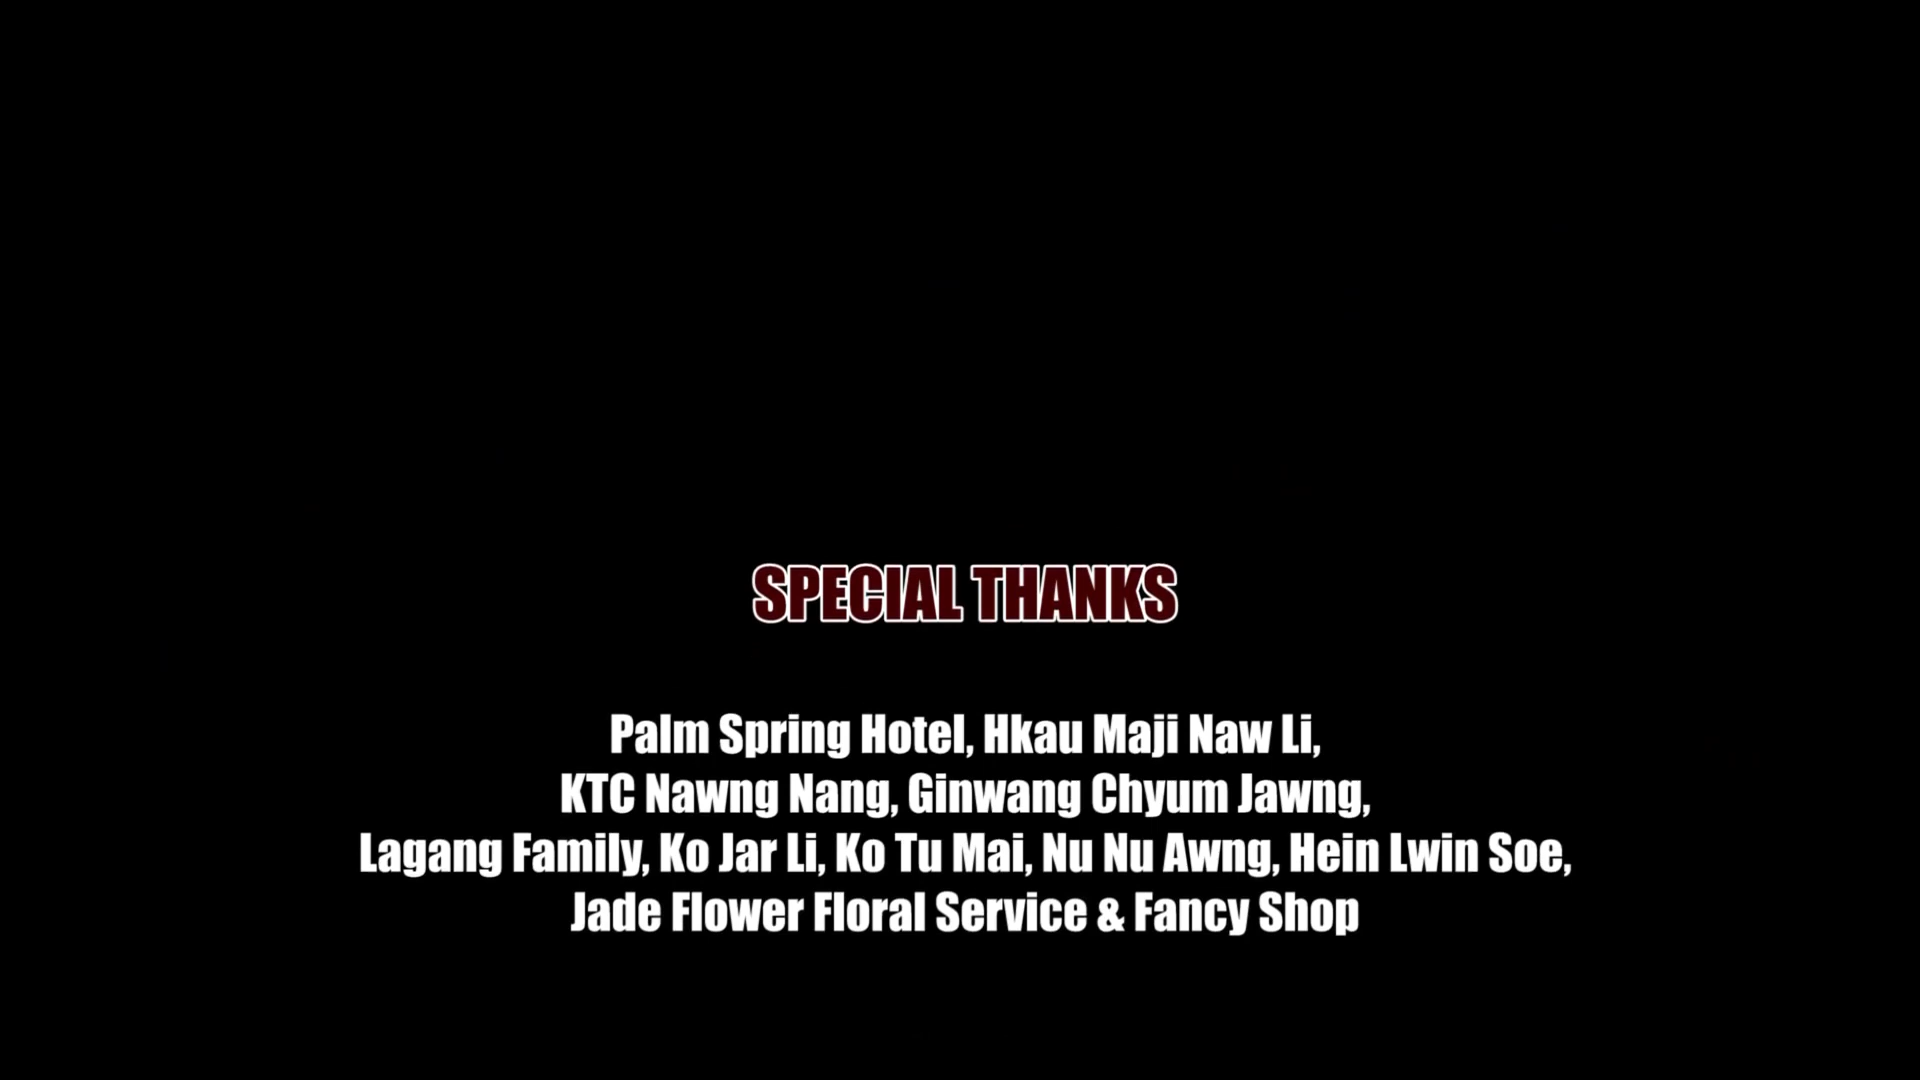 SPECIAL THANKS
Palm Spring Hotel, Hkau Maji Naw Li,
KTC Nawng Nang, Ginwang Chyum Jawng,
Lagang Family, Ko Jar Li, Ko Tu Mai, Nu Nu Awng, Hein Lwin Soe,
Jade Flower Floral Service & Fancy Shop